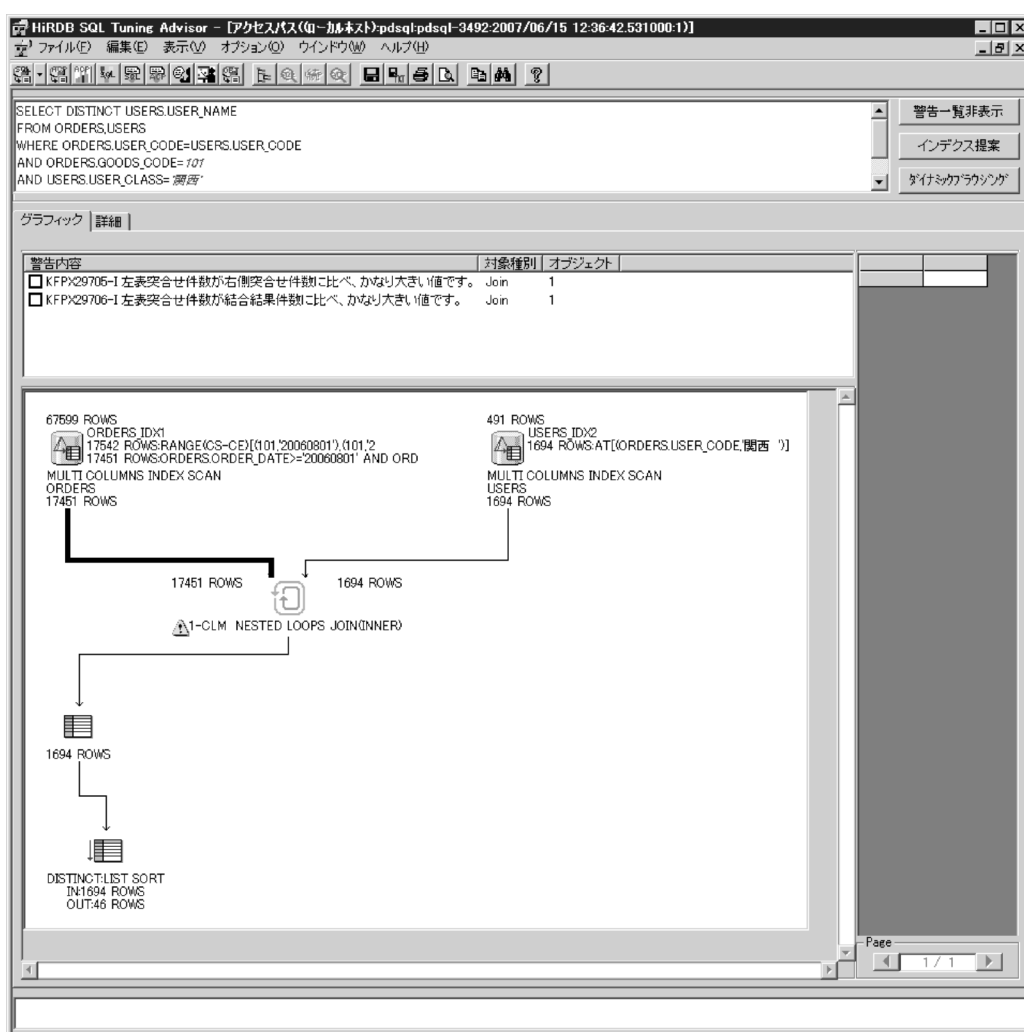 HiRDB SQL Tuning Advisor - [アクセスパス(ローカルホスト):pdsql:pdsql-3492:2007/06/15 12:36:42.531000:1)]
ファイル(F) 編集(E) 表示(V) オプション(O) ウインドウ(W) ヘルプ(H)
SELECT DISTINCT USERS.USER_NAME
FROM ORDERS,USERS
WHERE ORDERS.USER_CODE=USERS.USER_CODE
AND ORDERS.GOODS_CODE=101
AND USERS.USER_CLASS='関西'
警告一覧非表示
インデクス提案
ダイナミックブラウジング
グラフィック 詳細
警告内容 対象種別 オブジェクト
KFPX29705-I 左表突合せ件数が右側突合せ件数に比べ、かなり大きい値です。 Join 1
KFPX29706-I 左表突合せ件数が結合結果件数に比べ、かなり大きい値です。 Join 1
67599 ROWS
ORDERS_IDX1
17542 ROWS:RANGE(CS-CE)[(101,'20060801'),(101,'2
17451 ROWS:ORDERS.ORDER_DATE>='20060801' AND ORD
MULTI COLUMNS INDEX SCAN
ORDERS
17451 ROWS
491 ROWS
USERS_IDX2
1694 ROWS:AT[(ORDERS.USER_CODE,'関西 ')]
MULTI COLUMNS INDEX SCAN
USERS
1694 ROWS
17451 ROWS 1694 ROWS
1-CLM NESTED LOOPS JOIN(INNER)
1694 ROWS
DISTINCT:LIST SORT
IN:1694 ROWS
OUT:46 ROWS
Page
1 / 1